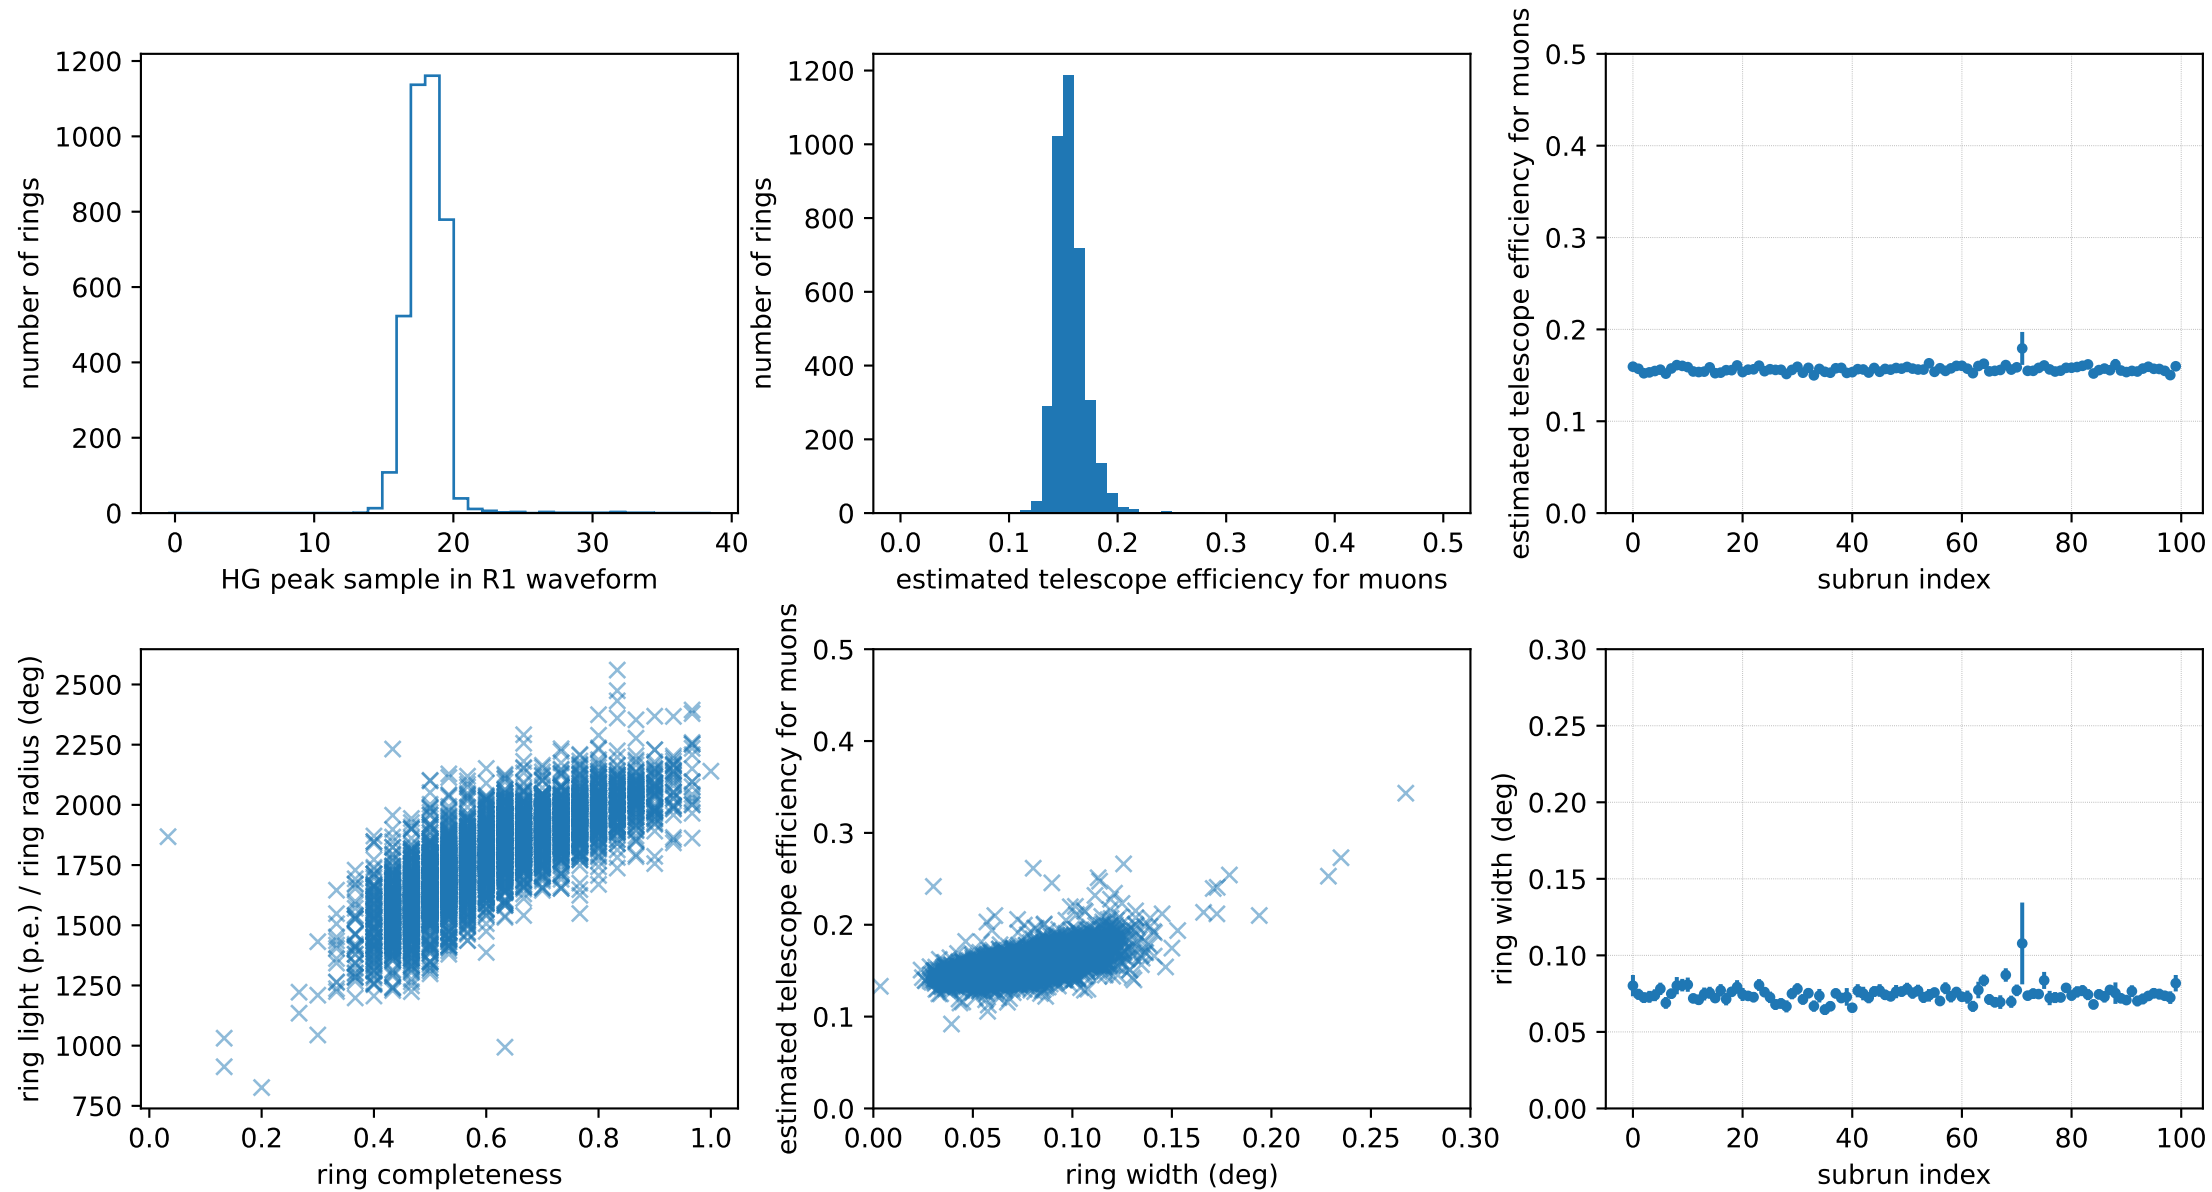 number of rings
1200
1000
800
600
400
200
0
0 10 20 30 40
HG peak sample in R1 waveform
number of rings
1200
1000
800
600
400
200
0
0.0 0.1 0.2 0.3 0.4 0.5
estimated telescope efficiency for muons
estimated telescope efficiency for muons
0.5
0.4
0.3
0.2
0.1
0.0
0 20 40 60 80 100
subrun index
ring light (p.e.) / ring radius (deg)
2500
2250
2000
1750
1500
1250
1000
750
0.0 0.2 0.4 0.6 0.8 1.0
ring completeness
estimated telescope efficiency for muons
0.5
0.4
0.3
0.2
0.1
0.0
0.00 0.05 0.10 0.15 0.20 0.25 0.30
ring width (deg)
ring width (deg)
0.30
0.25
0.20
0.15
0.10
0.05
0.00
0 20 40 60 80 100
subrun index